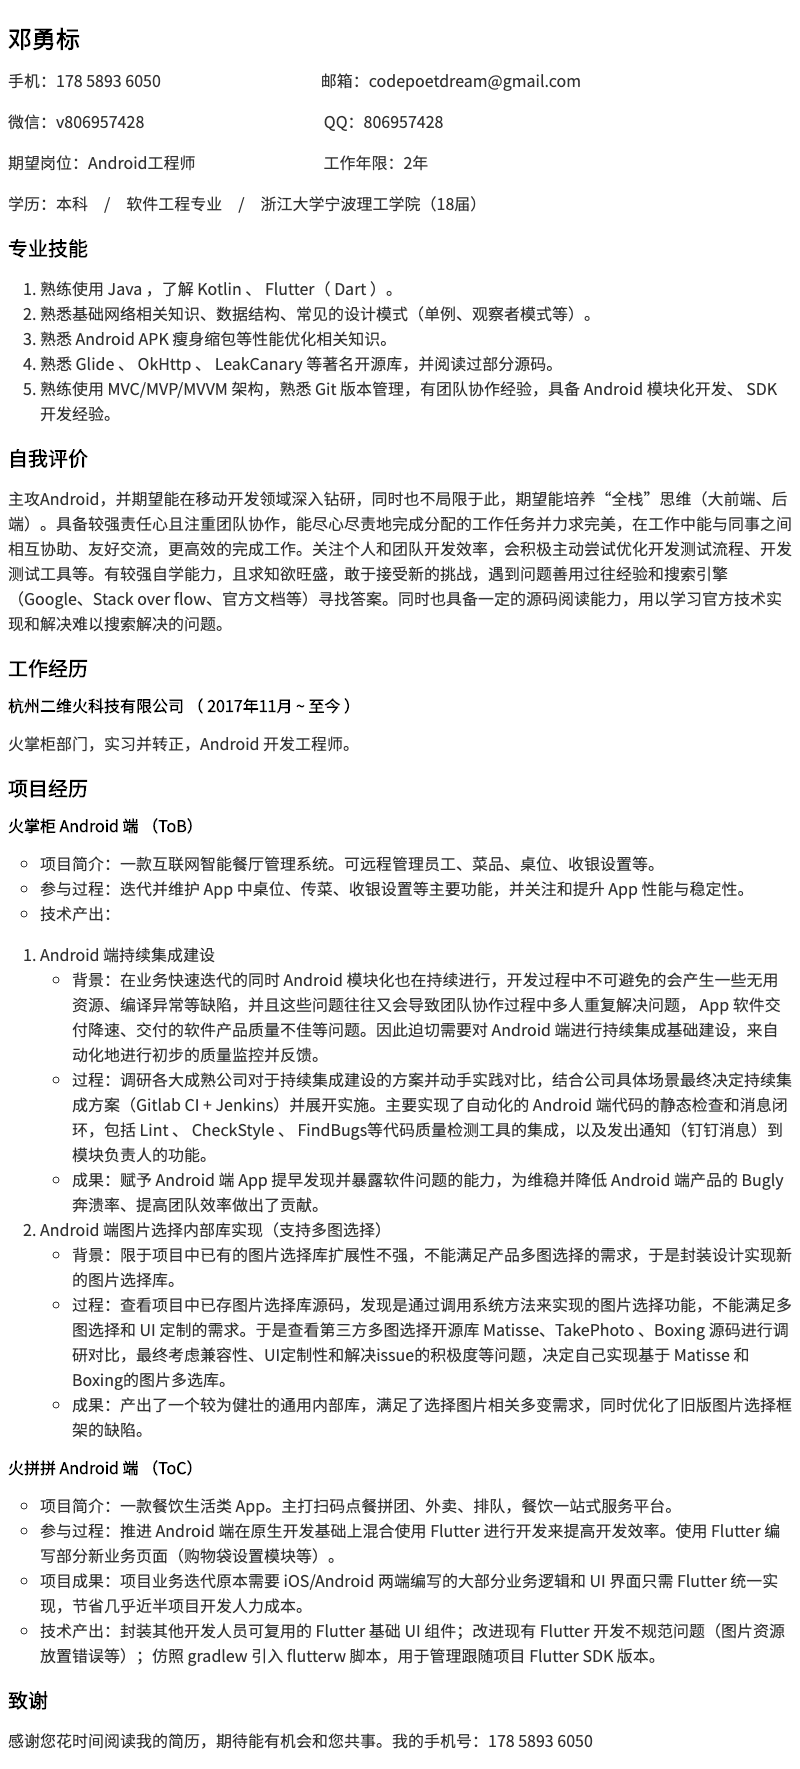 邓勇标
手机：178 5893 6050 邮箱：codepoetdream@gmail.com
微信：v806957428 QQ：806957428
期望岗位：Android工程师 工作年限：2年
学历：本科 / 软件工程专业 / 浙江大学宁波理工学院（18届）
专业技能
1. 熟练使用 Java ，了解 Kotlin 、 Flutter（ Dart ）。
2. 熟悉基础网络相关知识、数据结构、常见的设计模式（单例、观察者模式等）。
3. 熟悉 Android APK 瘦身缩包等性能优化相关知识。
4. 熟悉 Glide 、 OkHttp 、 LeakCanary 等著名开源库，并阅读过部分源码。
5. 熟练使用 MVC/MVP/MVVM 架构，熟悉 Git 版本管理，有团队协作经验，具备 Android 模块化开发、 SDK
开发经验。
自我评价
主攻Android，并期望能在移动开发领域深入钻研，同时也不局限于此，期望能培养“全栈”思维（大前端、后
端）。具备较强责任心且注重团队协作，能尽心尽责地完成分配的工作任务并力求完美，在工作中能与同事之间
相互协助、友好交流，更高效的完成工作。关注个人和团队开发效率，会积极主动尝试优化开发测试流程、开发
测试工具等。有较强自学能力，且求知欲旺盛，敢于接受新的挑战，遇到问题善用过往经验和搜索引擎
（Google、Stack over flow、官方文档等）寻找答案。同时也具备一定的源码阅读能力，用以学习官方技术实
现和解决难以搜索解决的问题。
工作经历
杭州二维火科技有限公司 （ 2017年11月 ~ 至今 ）
火掌柜部门，实习并转正，Android 开发工程师。
项目经历
火掌柜 Android 端 （ToB）
○ 项目简介：一款互联网智能餐厅管理系统。可远程管理员工、菜品、桌位、收银设置等。
○ 参与过程：迭代并维护 App 中桌位、传菜、收银设置等主要功能，并关注和提升 App 性能与稳定性。
○ 技术产出：
1. Android 端持续集成建设
○ 背景：在业务快速迭代的同时 Android 模块化也在持续进行，开发过程中不可避免的会产生一些无用
资源、编译异常等缺陷，并且这些问题往往又会导致团队协作过程中多人重复解决问题， App 软件交
付降速、交付的软件产品质量不佳等问题。因此迫切需要对 Android 端进行持续集成基础建设，来自
动化地进行初步的质量监控并反馈。
○ 过程：调研各大成熟公司对于持续集成建设的方案并动手实践对比，结合公司具体场景最终决定持续集
成方案（Gitlab CI + Jenkins）并展开实施。主要实现了自动化的 Android 端代码的静态检查和消息闭
环，包括 Lint 、 CheckStyle 、 FindBugs等代码质量检测工具的集成，以及发出通知（钉钉消息）到
模块负责人的功能。
○ 成果：赋予 Android 端 App 提早发现并暴露软件问题的能力，为维稳并降低 Android 端产品的 Bugly
奔溃率、提高团队效率做出了贡献。
2. Android 端图片选择内部库实现（支持多图选择）
○ 背景：限于项目中已有的图片选择库扩展性不强，不能满足产品多图选择的需求，于是封装设计实现新
的图片选择库。
○ 过程：查看项目中已存图片选择库源码，发现是通过调用系统方法来实现的图片选择功能，不能满足多
图选择和 UI 定制的需求。于是查看第三方多图选择开源库 Matisse、TakePhoto 、Boxing 源码进行调
研对比，最终考虑兼容性、UI定制性和解决issue的积极度等问题，决定自己实现基于 Matisse 和
Boxing的图片多选库。
○ 成果：产出了一个较为健壮的通用内部库，满足了选择图片相关多变需求，同时优化了旧版图片选择框
架的缺陷。
火拼拼 Android 端 （ToC）
○ 项目简介：一款餐饮生活类 App。主打扫码点餐拼团、外卖、排队，餐饮一站式服务平台。
○ 参与过程：推进 Android 端在原生开发基础上混合使用 Flutter 进行开发来提高开发效率。使用 Flutter 编
写部分新业务页面（购物袋设置模块等）。
○ 项目成果：项目业务迭代原本需要 iOS/Android 两端编写的大部分业务逻辑和 UI 界面只需 Flutter 统一实
现，节省几乎近半项目开发人力成本。
○ 技术产出：封装其他开发人员可复用的 Flutter 基础 UI 组件；改进现有 Flutter 开发不规范问题（图片资源
放置错误等）；仿照 gradlew 引入 flutterw 脚本，用于管理跟随项目 Flutter SDK 版本。
致谢
感谢您花时间阅读我的简历，期待能有机会和您共事。我的手机号：178 5893 6050